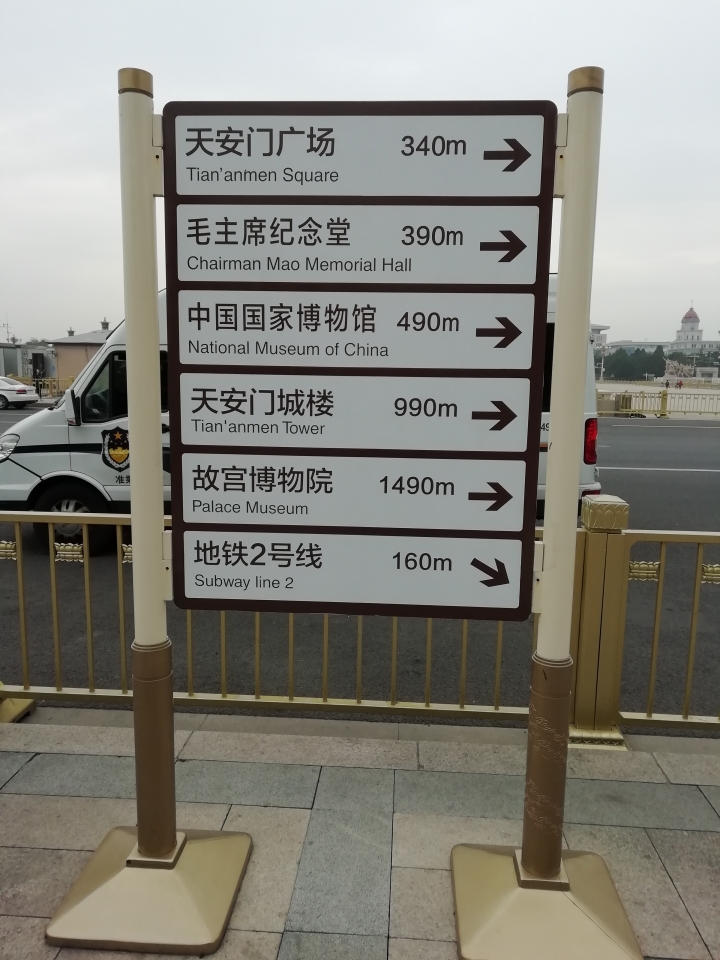 天安门广场 340m
Tian'anmen Square
毛主席纪念堂 390m
Chairman Mao Memorial Hall
中国国家博物馆 490m
National Museum of China
天安门城楼 990m
Tian'anmen Tower
故宫博物院 1490m
Palace Museum
地铁2号线 160m
Subway line 2